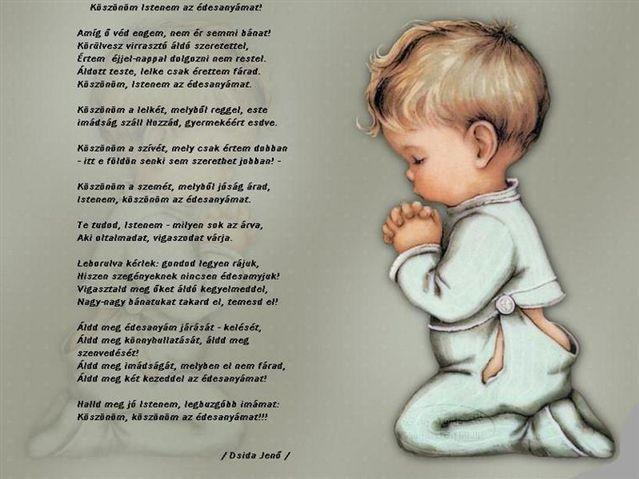 Köszönöm Istenem az édesanyámat!
Amíg ő véd engem, nem ér semmi bánat!
Körülvesz virrasztó áldó szeretettel,
Értem éjjel-nappal dolgozni nem restel.
Áldott teste, lelke csak érettem fárad.
Köszönöm, Istenem az édesanyámat.
Köszönöm a lelkét, melyből reggel, este
imádság száll Hozzád, gyermekéért esdve.
Köszönöm a szívét, mely csak értem dobban
- itt e földön senki sem szerethet jobban! -
Köszönöm a szemét, melyből jóság árad,
Istenem, köszönöm az édesanyámat.
Te tudod, Istenem - milyen sok az árva,
Aki oltalmadat, vigaszodat várja.
Leborulva kérlek: gondod legyen rájuk,
Hiszen szegényeknek nincsen édesamyjuk!
Vigasztald meg őket áldó kegyelmeddel,
Nagy-nagy bánatukat takard el, temesd el!
Áldd meg édesanyám járását - kelését,
Áldd meg könnyhullatását, áldd meg
szenvedését!
Áldd meg imádságát, melyben el nem fárad,
Áldd meg két kezeddel az édesanyámat!
Halld meg jó Istenem, legbuzgóbb imámat:
Köszönöm, köszönöm az édesanyámat!!!
/ Dsida Jenő /